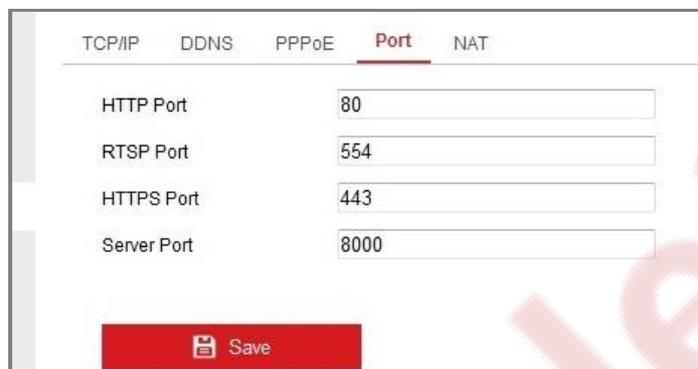 TCP/IP DDNS PPPoE Port NAT
HTTP Port 80
RTSP Port 554
HTTPS Port 443
Server Port 8000
Save